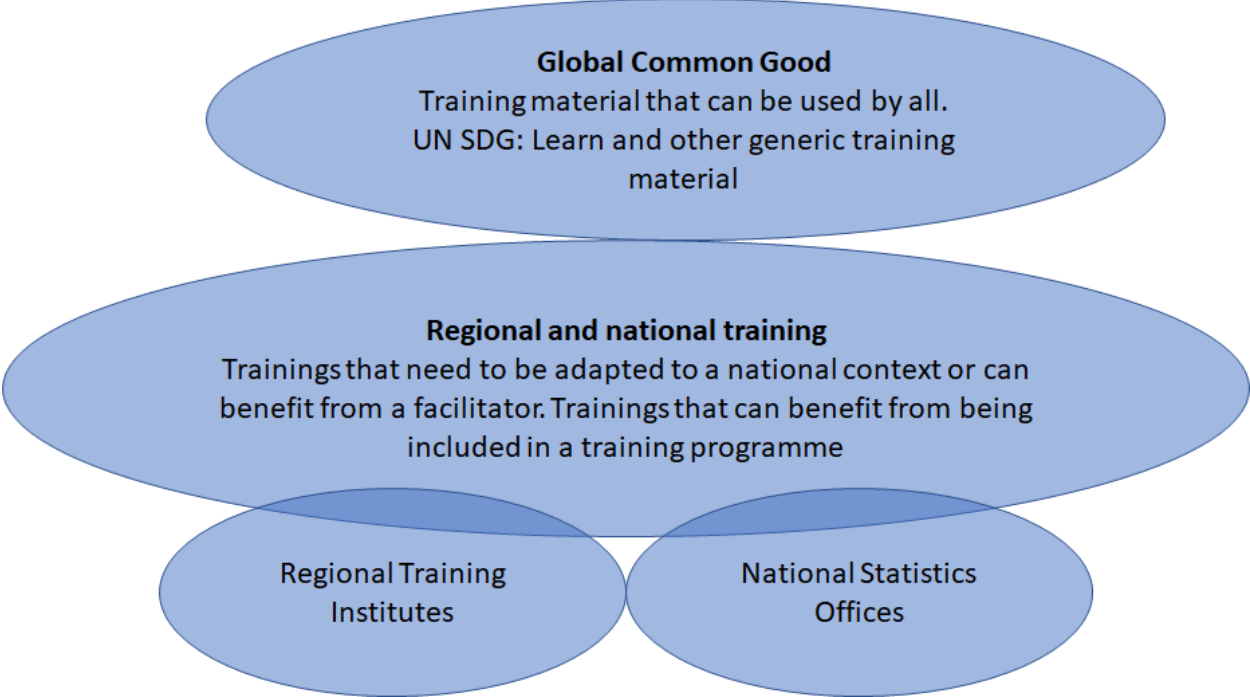 Global Common Good
Training material that can be used by all.
UN SDG: Learn and other generic training
material
Regional and national training
Trainings that need to be adapted to a national context or can
benefit from a facilitator. Trainings that can benefit from being
included in a training programme
Regional Training
Institutes
National Statistics
Offices